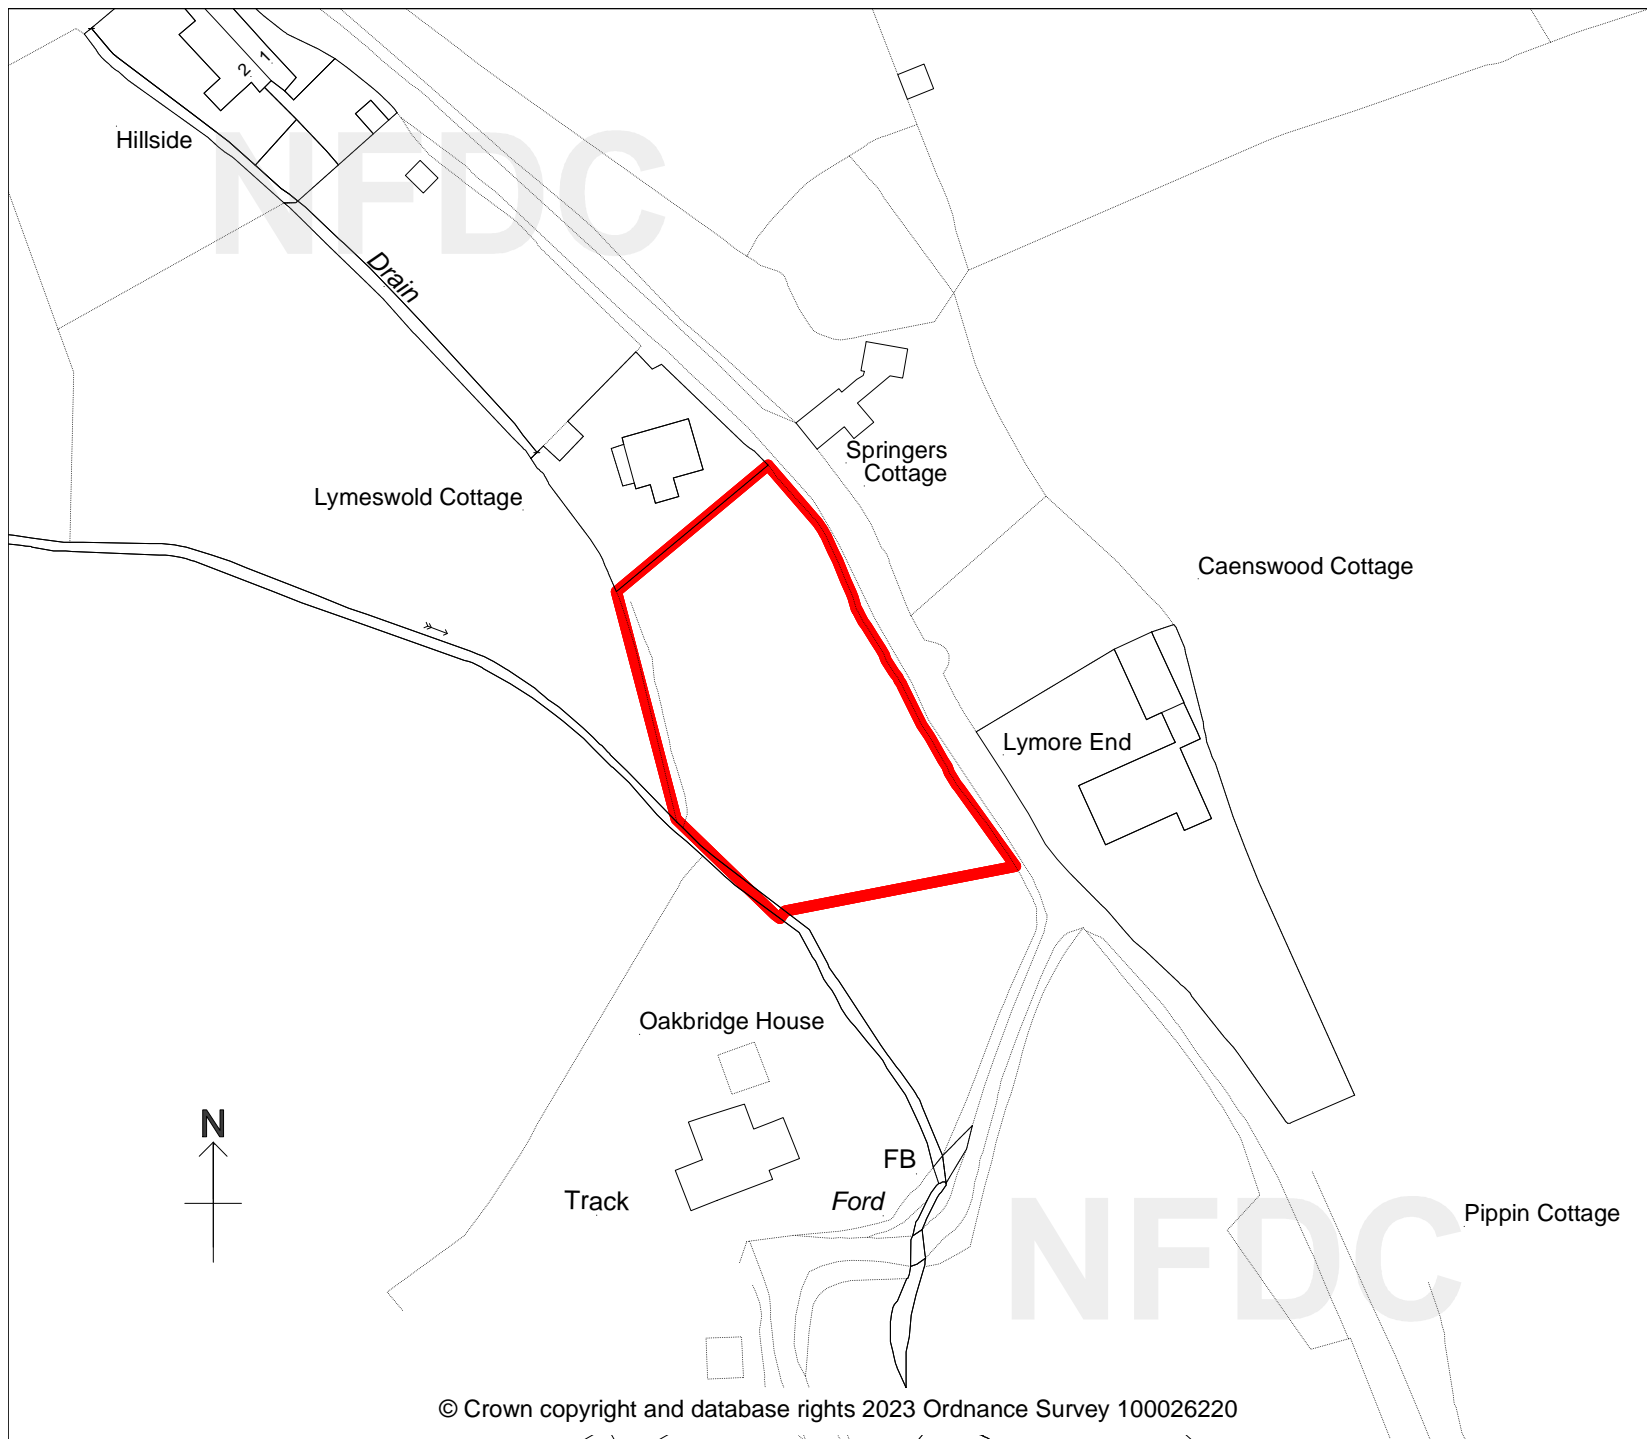 1
2
Hillside
NFDC
Drain
Springers
Cottage
Lymeswold Cottage
Caenswood Cottage
Lymore End
Oakbridge House
N
FB
Track
Ford
NFDC
Pippin Cottage
© Crown copyright and database rights 2023 Ordnance Survey 100026220